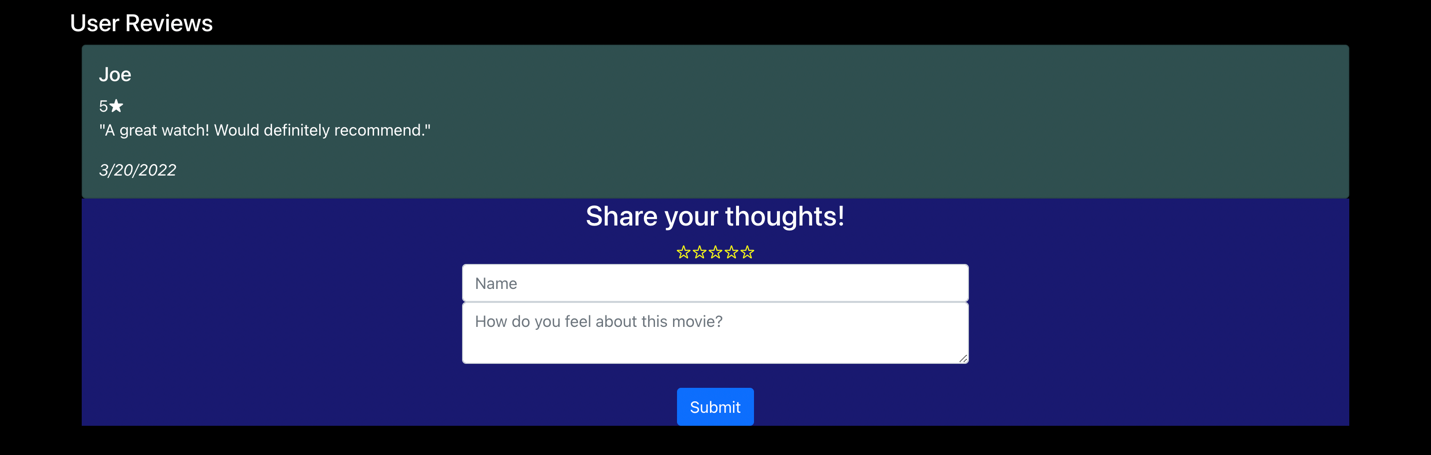 User Reviews
Joe
5★
"A great watch! Would definitely recommend."
3/20/2022
Share your thoughts!
☆☆☆☆☆
Name
How do you feel about this movie?
Submit